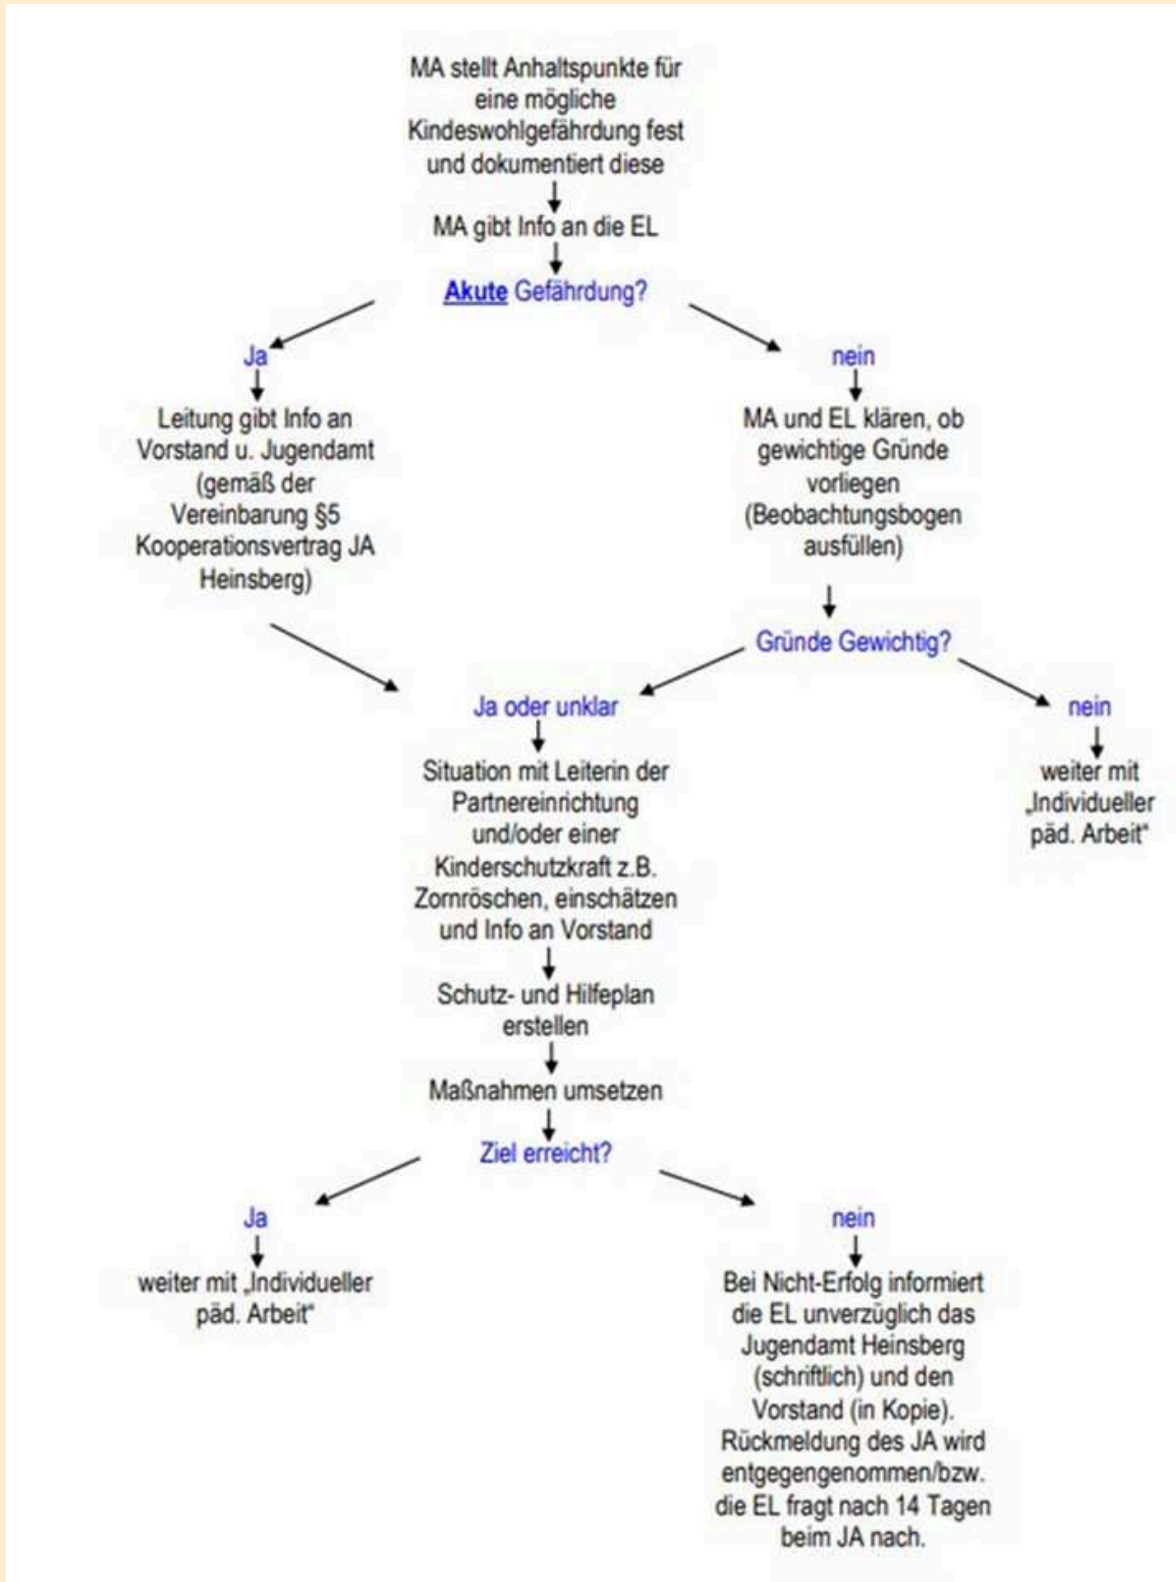 MA stellt Anhaltspunkte für
eine mögliche
Kindeswohlgefährdung fest
und dokumentiert diese
MA gibt Info an die EL
Akute Gefährdung?
Ja
Leitung gibt Info an
Vorstand u. Jugendamt
(gemäß der
Vereinbarung §5
Kooperationsvertrag JA
Heinsberg)
nein
MA und EL klären, ob
gewichtige Gründe
vorliegen
(Beobachtungsbogen
ausfüllen)
Gründe Gewichtig?
Ja oder unklar
Situation mit Leiterin der
Partnereinrichtung
und/oder einer
Kinderschutzkraft z.B.
Zornröschen, einschätzen
und Info an Vorstand
nein
weiter mit
„Individueller
päd. Arbeit“
Schutz- und Hilfeplan
erstellen
Maßnahmen umsetzen
Ziel erreicht?
Ja
weiter mit „Individueller
päd. Arbeit“
nein
Bei Nicht-Erfolg informiert
die EL unverzüglich das
Jugendamt Heinsberg
(schriftlich) und den
Vorstand (in Kopie).
Rückmeldung des JA wird
entgegengenommen/bzw.
die EL fragt nach 14 Tagen
beim JA nach.